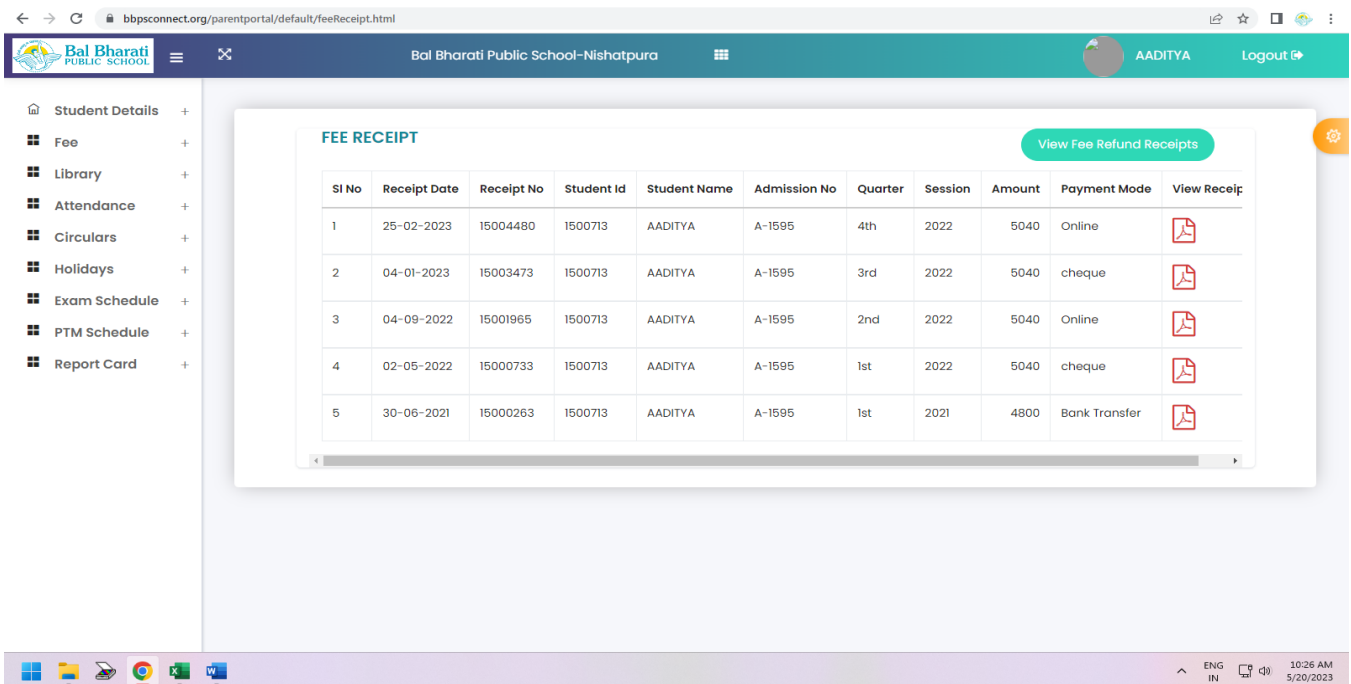 bbpsconnect.org/parentportal/default/feeReceipt.html
Bal Bharati
PUBLIC SCHOOL
Bal Bharati Public School-Nishatpura
AADITYA
Logout
Student Details +
Fee +
Library +
Attendance +
Circulars +
Holidays +
Exam Schedule +
PTM Schedule +
Report Card +
FEE RECEIPT
View Fee Refund Receipts
Sl No Receipt Date Receipt No Student Id Student Name Admission No Quarter Session Amount Payment Mode View Receip
1 25-02-2023 15004480 1500713 AADITYA A-1595 4th 2022 5040 Online
2 04-01-2023 15003473 1500713 AADITYA A-1595 3rd 2022 5040 cheque
3 04-09-2022 15001965 1500713 AADITYA A-1595 2nd 2022 5040 Online
4 02-05-2022 15000733 1500713 AADITYA A-1595 1st 2022 5040 cheque
5 30-06-2021 15000263 1500713 AADITYA A-1595 1st 2021 4800 Bank Transfer
ENG
IN
10:26 AM
5/20/2023